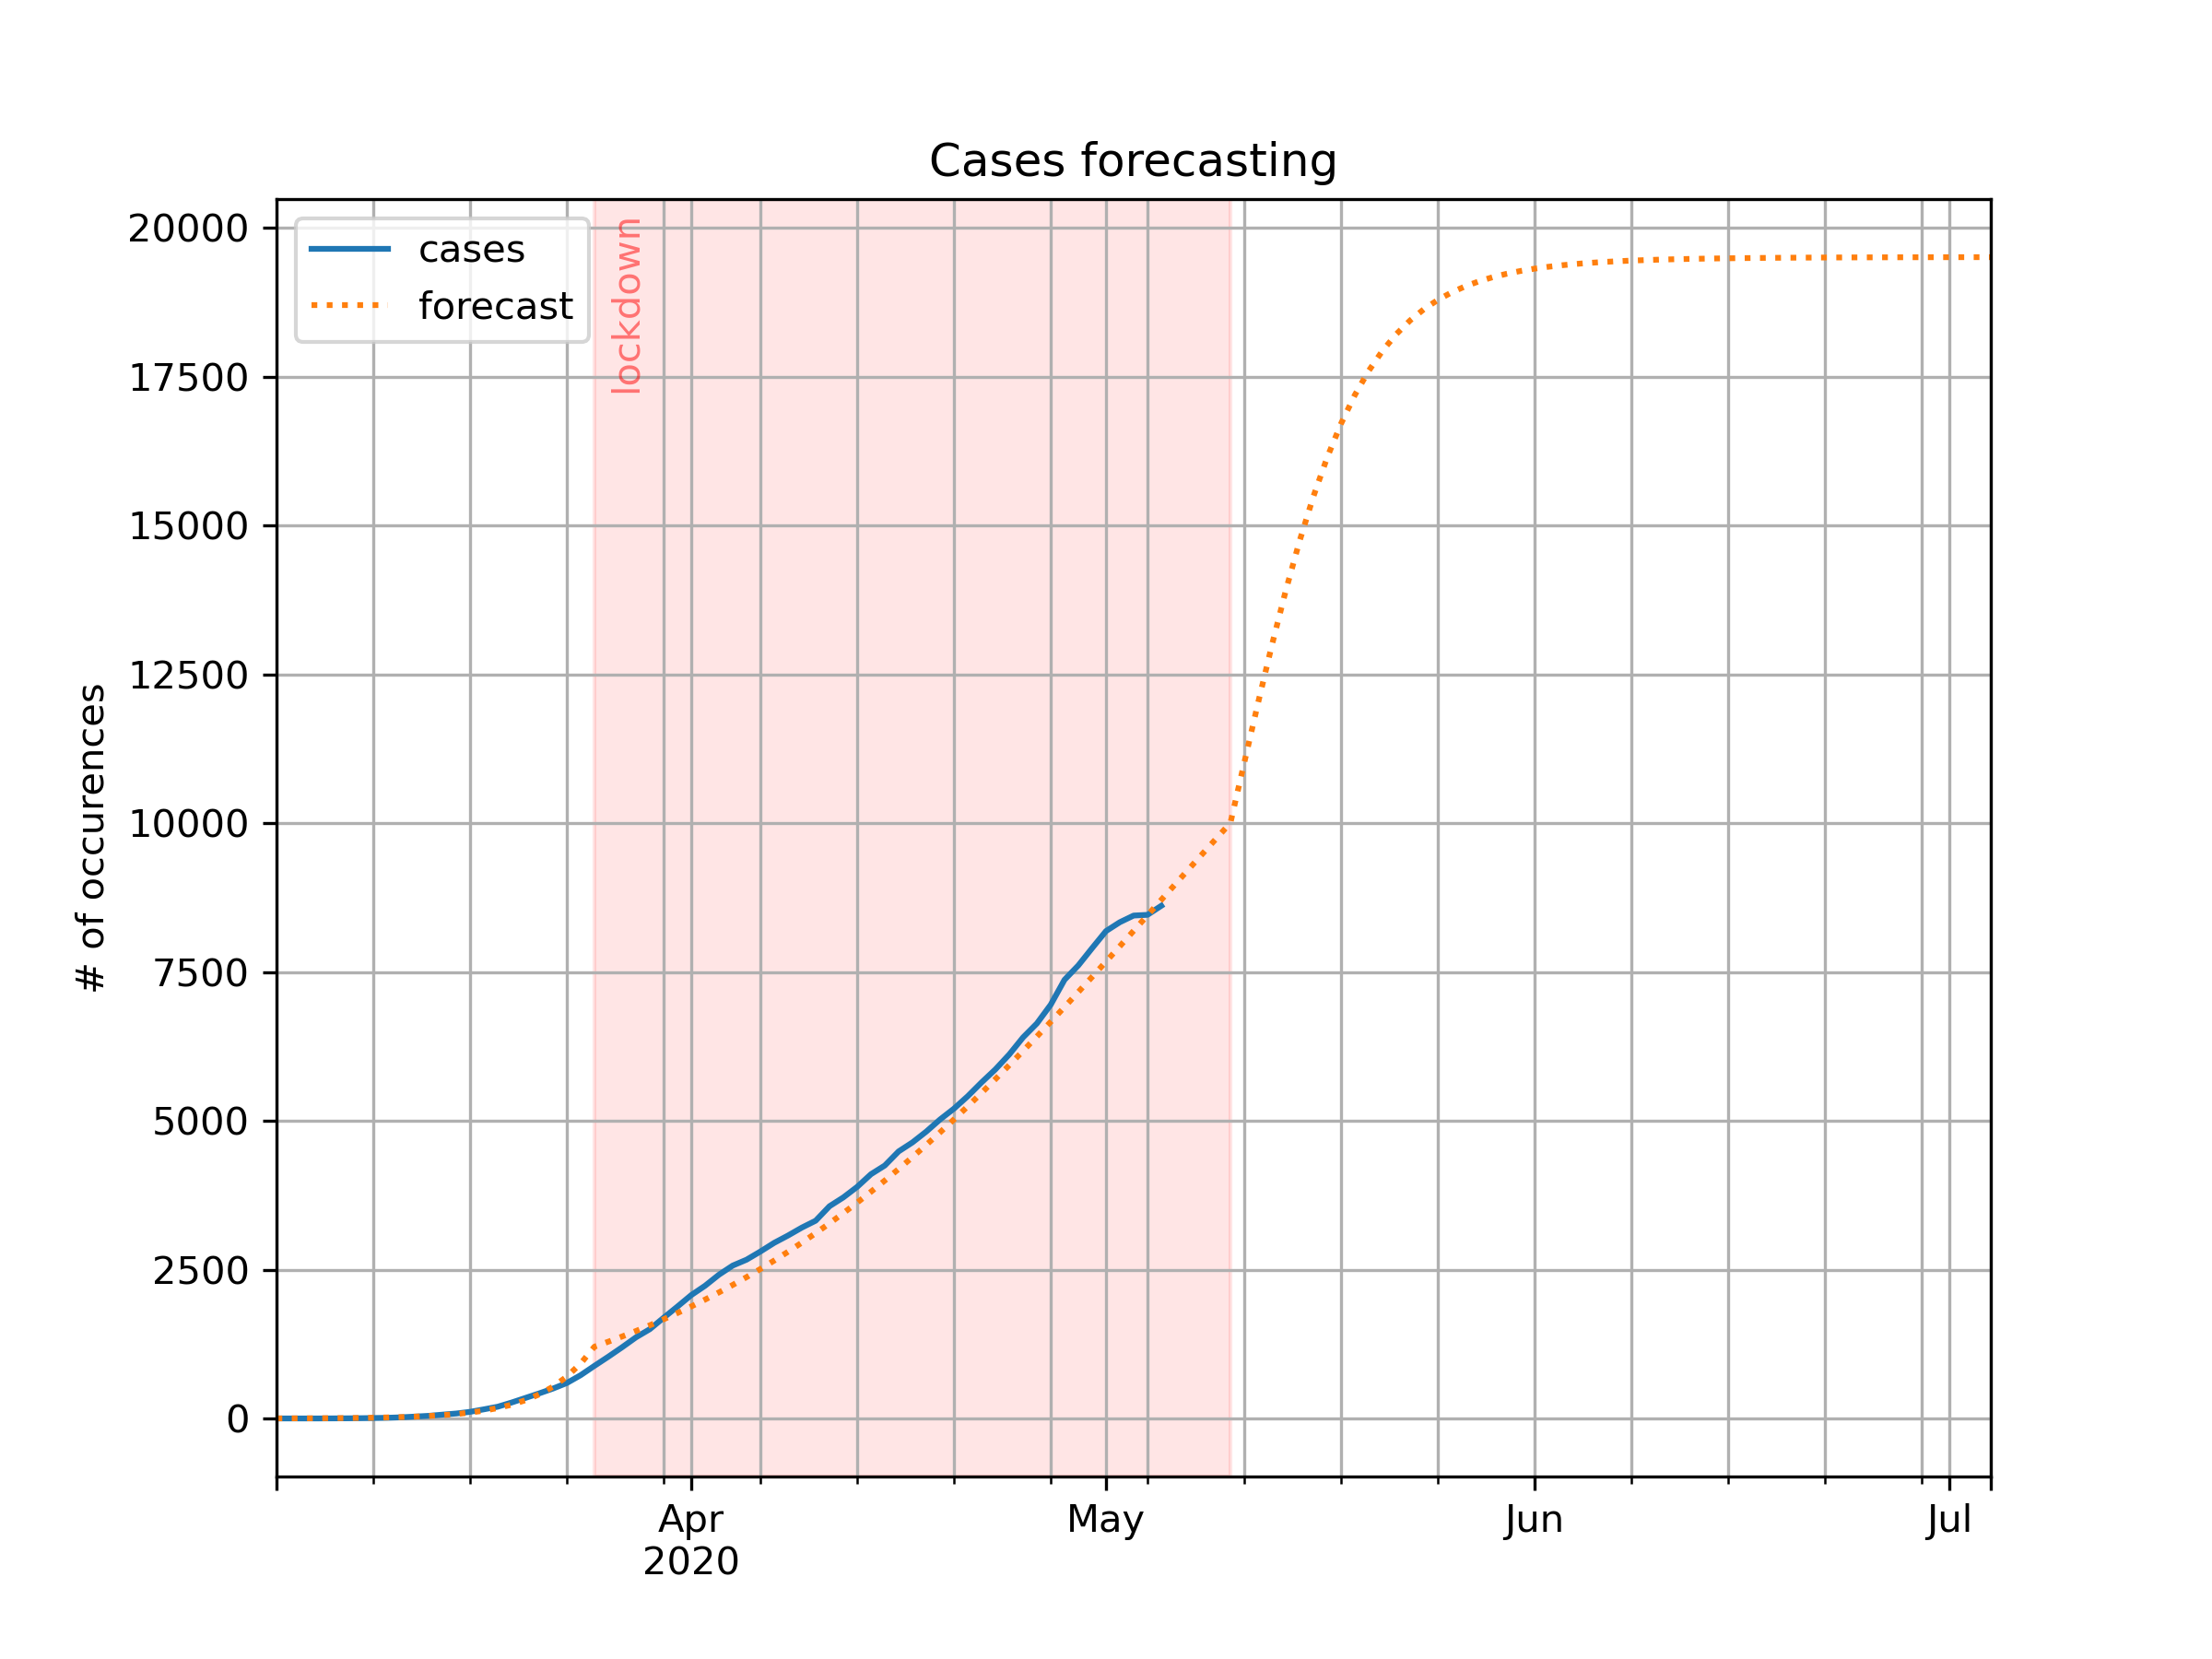 Cases forecasting
20000
17500
15000
12500
10000
7500
5000
2500
0
# of occurences
cases
forecast
lockdown
Apr
2020
May
Jun
Jul